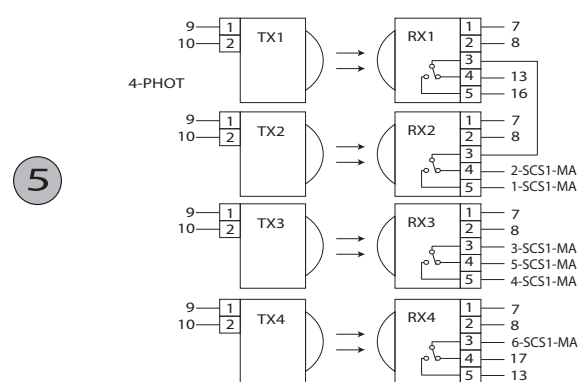 9 1 TX1 RX1 1 7
10 2 2 8
3
4-PHOT 4 13
5 16
9 1 TX2 RX2 1 7
10 2 2 8
3
5 4 2-SCS1-MA
5 1-SCS1-MA
9 1 TX3 RX3 1 7
10 2 2 8
3 3-SCS1-MA
4 5-SCS1-MA
5 4-SCS1-MA
9 1 TX4 RX4 1 7
10 2 2 8
3 6-SCS1-MA
4 17
5 13